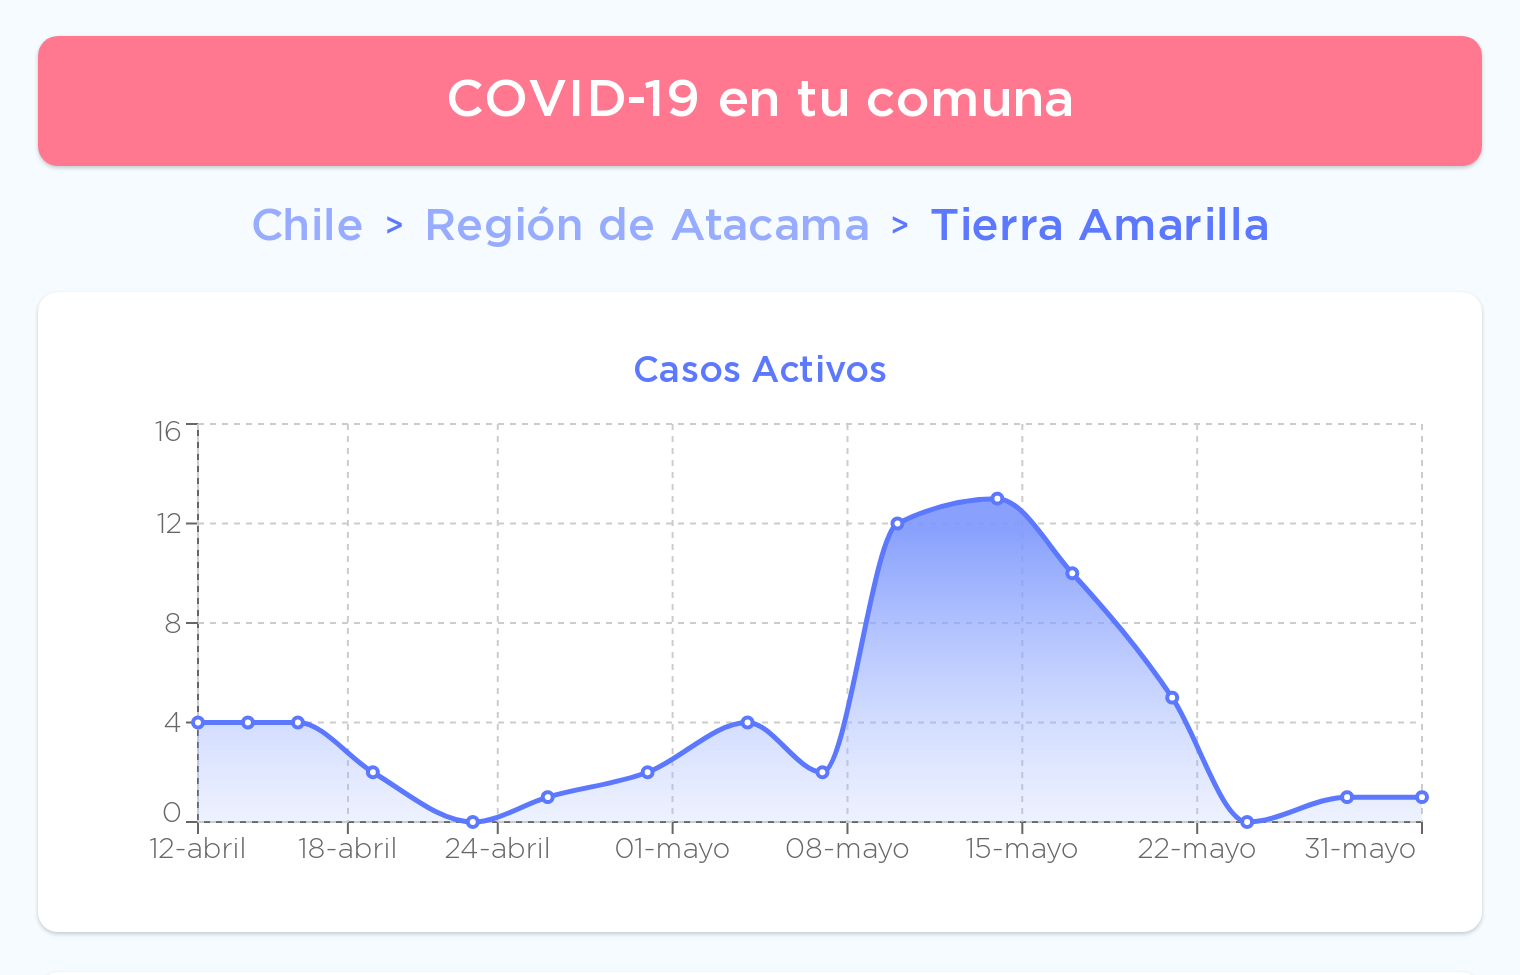 COVID-19 en tu comuna
Chile > Región de Atacama > Tierra Amarilla
Casos Activos
16
12
8
4
0
12-abril 18-abril 24-abril 01-mayo 08-mayo 15-mayo 22-mayo 31-mayo